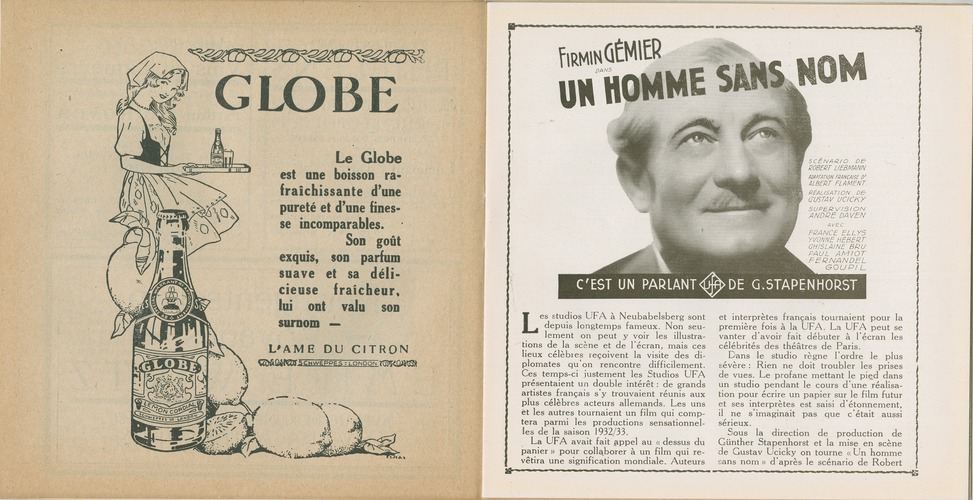 GLOBE
Le Globe
est une boisson ra-
fraîchissante d'une
pureté et d'une fines-
se incomparables.
Son goût
exquis, son parfum
suave et sa déli-
cieuse fraîcheur,
lui ont valu son
surnom —
L'AME DU CITRON
SCHWEPPES - LONDON
GLOBE
LEMON CORDIAL
FIRMIN GÉMIER
DANS
UN HOMME SANS NOM
SCÉNARIO DE
ROBERT LIEBMANN
ADAPTATION FRANÇAISE D'
ALBERT FLAMENT
RÉALISATION DE
GUSTAV UCICKY
SUPERVISION
ANDRÉ DAVEN
AVEC
FRANCE ELLYS
YVONNE HÉBERT
GHISLAINE BRU
PAUL AMIOT
FERNANDEL
GOUPIL
C'EST UN PARLANT UFA DE G.STAPENHORST
Les studios UFA à Neubabelsberg sont
depuis longtemps fameux. Non seu-
lement on peut y voir les illustra-
tions de la scène et de l'écran, mais ces
lieux célèbres reçoivent la visite des di-
plomates qu'on rencontre difficilement.
Ces temps-ci justement les Studios UFA
présentaient un double intérêt : de grands
artistes français s'y trouvaient réunis aux
plus célèbres acteurs allemands. Les uns
et les autres tournaient un film qui comp-
tera parmi les productions sensationnel-
les de la saison 1932/33.
La UFA avait fait appel au « dessus du
panier » pour collaborer à un film qui re-
vêtira une signification mondiale. Auteurs
et interprètes français tournaient pour la
première fois à la UFA. La UFA peut se
vanter d'avoir fait débuter à l'écran les
célébrités des théâtres de Paris.
Dans le studio règne l'ordre le plus
sévère : Rien ne doit troubler les prises
de vues. Le profane mettant le pied dans
un studio pendant le cours d'une réalisa-
tion pour écrire un papier sur le film futur
et ses interprètes est saisi d'étonnement,
il ne s'imaginait pas que c'était aussi
sérieux.
Sous la direction de production de
Günther Stapenhorst et la mise en scène
de Gustav Ucicky on tourne « Un homme
sans nom » d'après le scénario de Robert